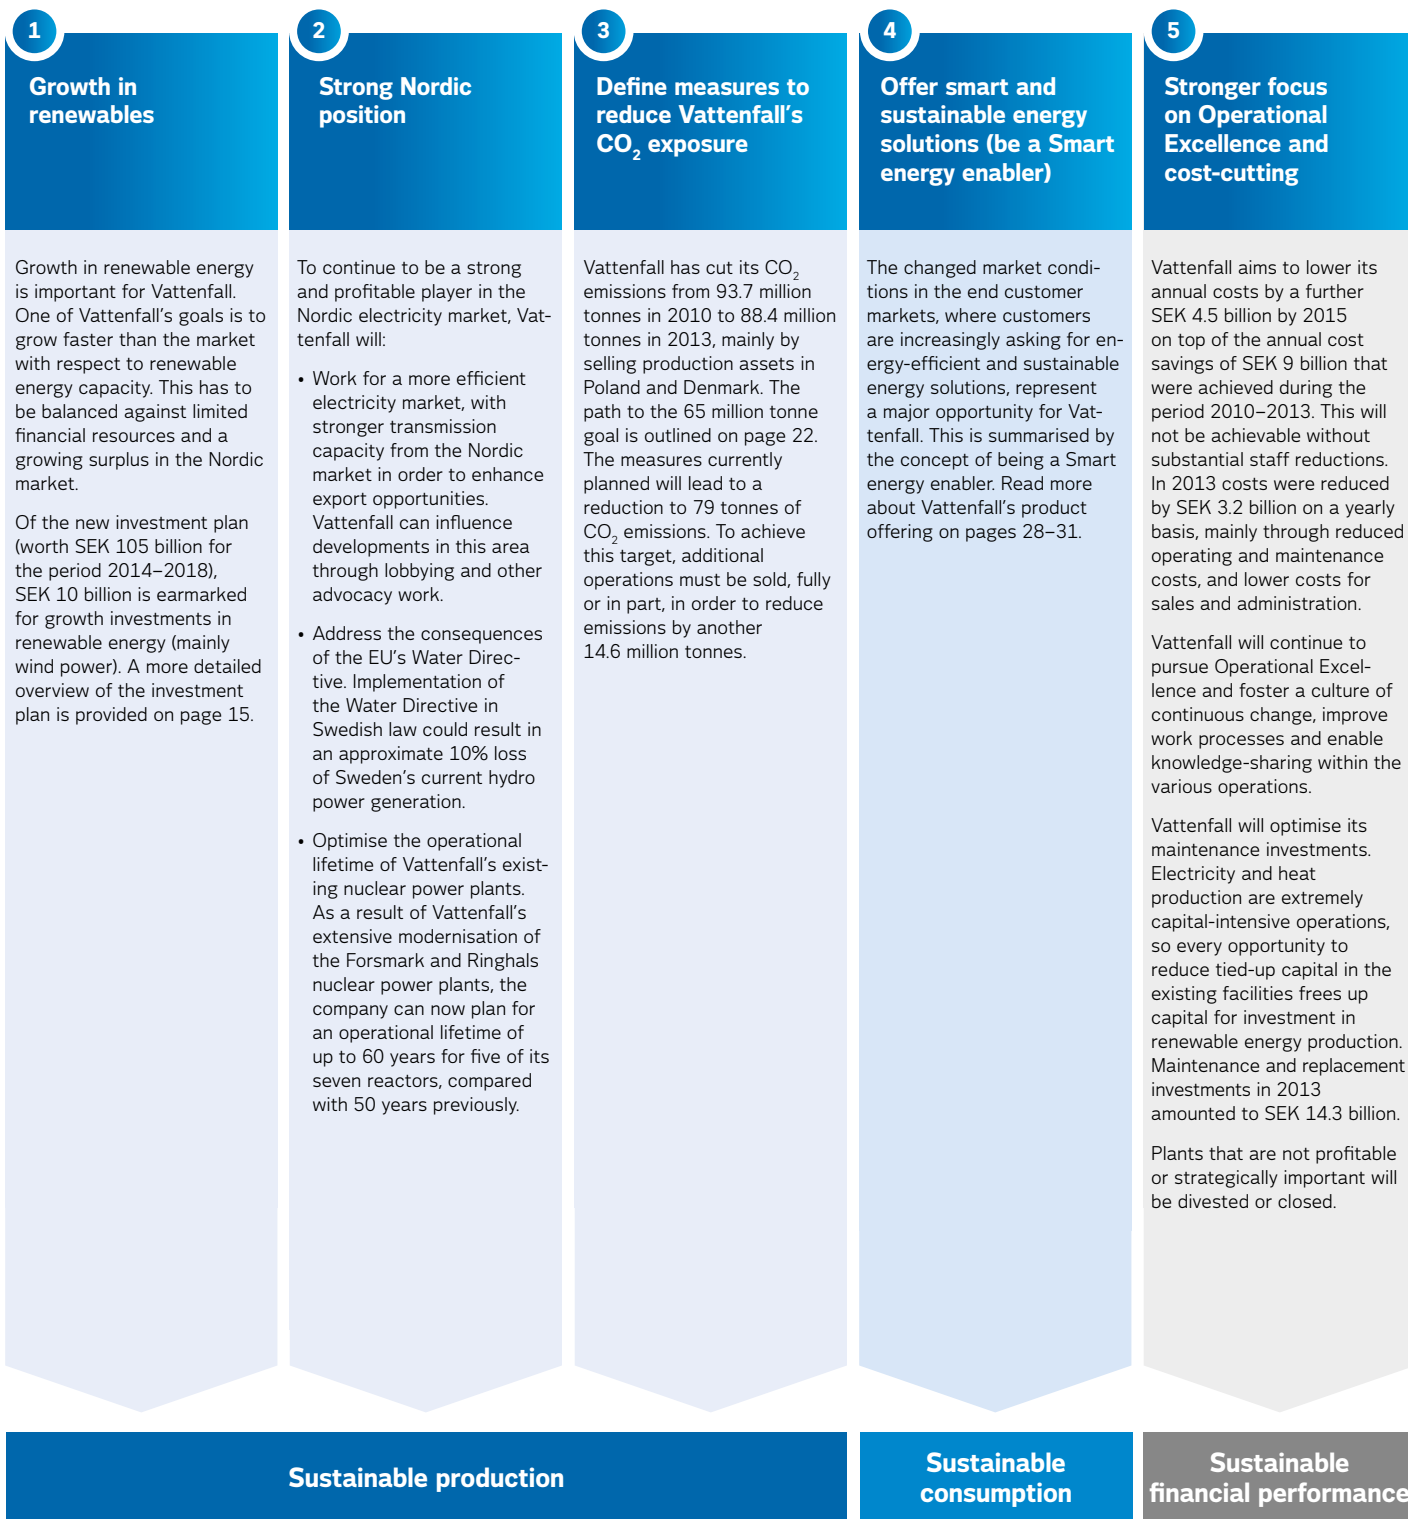 1
Growth in
renewables
Growth in renewable energy
is important for Vattenfall.
One of Vattenfall's goals is to
grow faster than the market
with respect to renewable
energy capacity. This has to
be balanced against limited
financial resources and a
growing surplus in the Nordic
market.
Of the new investment plan
(worth SEK 105 billion for
the period 2014–2018),
SEK 10 billion is earmarked
for growth investments in
renewable energy (mainly
wind power). A more detailed
overview of the investment
plan is provided on page 15.
2
Strong Nordic
position
To continue to be a strong
and profitable player in the
Nordic electricity market, Vat-
tenfall will:
• Work for a more efficient
electricity market, with
stronger transmission
capacity from the Nordic
market in order to enhance
export opportunities.
Vattenfall can influence
developments in this area
through lobbying and other
advocacy work.
• Address the consequences
of the EU's Water Direc-
tive. Implementation of
the Water Directive in
Swedish law could result in
an approximate 10% loss
of Sweden's current hydro
power generation.
• Optimise the operational
lifetime of Vattenfall's exist-
ing nuclear power plants.
As a result of Vattenfall's
extensive modernisation of
the Forsmark and Ringhals
nuclear power plants, the
company can now plan for
an operational lifetime of
up to 60 years for five of its
seven reactors, compared
with 50 years previously.
3
Define measures to
reduce Vattenfall's
CO₂ exposure
Vattenfall has cut its CO₂
emissions from 93.7 million
tonnes in 2010 to 88.4 million
tonnes in 2013, mainly by
selling production assets in
Poland and Denmark. The
path to the 65 million tonne
goal is outlined on page 22.
The measures currently
planned will lead to a
reduction to 79 tonnes of
CO₂ emissions. To achieve
this target, additional
operations must be sold, fully
or in part, in order to reduce
emissions by another
14.6 million tonnes.
4
Offer smart and
sustainable energy
solutions (be a Smart
energy enabler)
The changed market condi-
tions in the end customer
markets, where customers
are increasingly asking for en-
ergy-efficient and sustainable
energy solutions, represent
a major opportunity for Vat-
tenfall. This is summarised by
the concept of being a Smart
energy enabler. Read more
about Vattenfall's product
offering on pages 28–31.
5
Stronger focus
on Operational
Excellence and
cost-cutting
Vattenfall aims to lower its
annual costs by a further
SEK 4.5 billion by 2015
on top of the annual cost
savings of SEK 9 billion that
were achieved during the
period 2010–2013. This will
not be achievable without
substantial staff reductions.
In 2013 costs were reduced
by SEK 3.2 billion on a yearly
basis, mainly through reduced
operating and maintenance
costs, and lower costs for
sales and administration.
Vattenfall will continue to
pursue Operational Excel-
lence and foster a culture of
continuous change, improve
work processes and enable
knowledge-sharing within the
various operations.
Vattenfall will optimise its
maintenance investments.
Electricity and heat
production are extremely
capital-intensive operations,
so every opportunity to
reduce tied-up capital in the
existing facilities frees up
capital for investment in
renewable energy production.
Maintenance and replacement
investments in 2013
amounted to SEK 14.3 billion.
Plants that are not profitable
or strategically important will
be divested or closed.
Sustainable production
Sustainable
consumption
Sustainable
financial performance